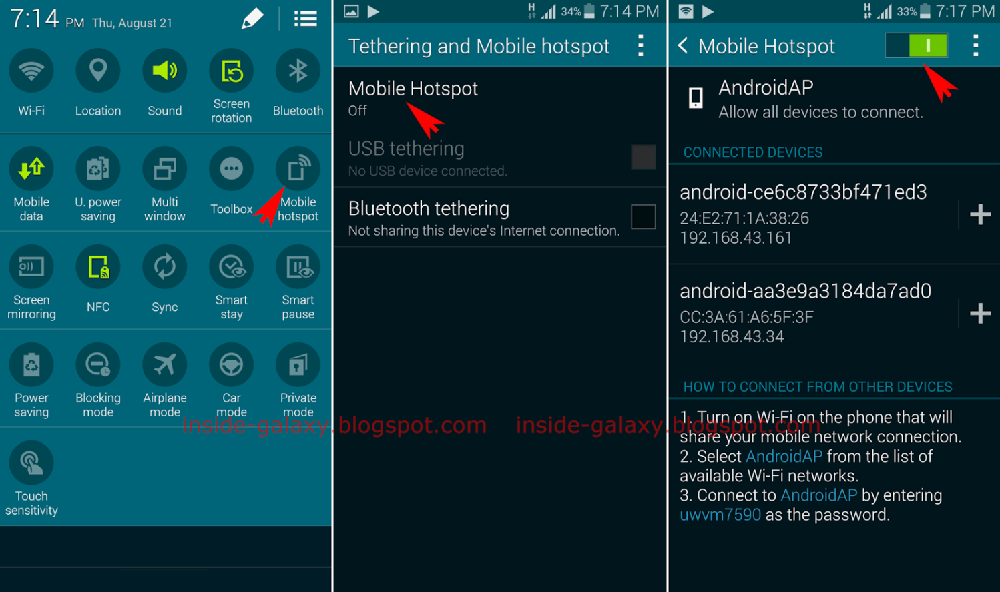 7:14 PM Thu, August 21
Wi-Fi
Location
Sound
Screen
rotation
Bluetooth
Mobile
data
U. power
saving
Multi
window
Toolbox
Mobile
hotspot
Screen
mirroring
NFC
Sync
Smart
stay
Smart
pause
Power
saving
Blocking
mode
Airplane
mode
Car
mode
Private
mode
Touch
sensitivity
H 34% 7:14 PM
Tethering and Mobile hotspot
Mobile Hotspot
Off
USB tethering
No USB device connected.
Bluetooth tethering
Not sharing this device's Internet connection.
inside-galaxy.blogspot.com
H 33% 7:17 PM
Mobile Hotspot
AndroidAP
Allow all devices to connect.
CONNECTED DEVICES
android-ce6c8733bf471ed3
24:E2:71:1A:38:26
192.168.43.161
android-aa3e9a3184da7ad0
CC:3A:61:A6:5F:3F
192.168.43.34
HOW TO CONNECT FROM OTHER DEVICES
inside-galaxy.blogspot.com
1. Turn on Wi-Fi on the phone that will
share your mobile network connection.
2. Select AndroidAP from the list of
available Wi-Fi networks.
3. Connect to AndroidAP by entering
uwvm7590 as the password.